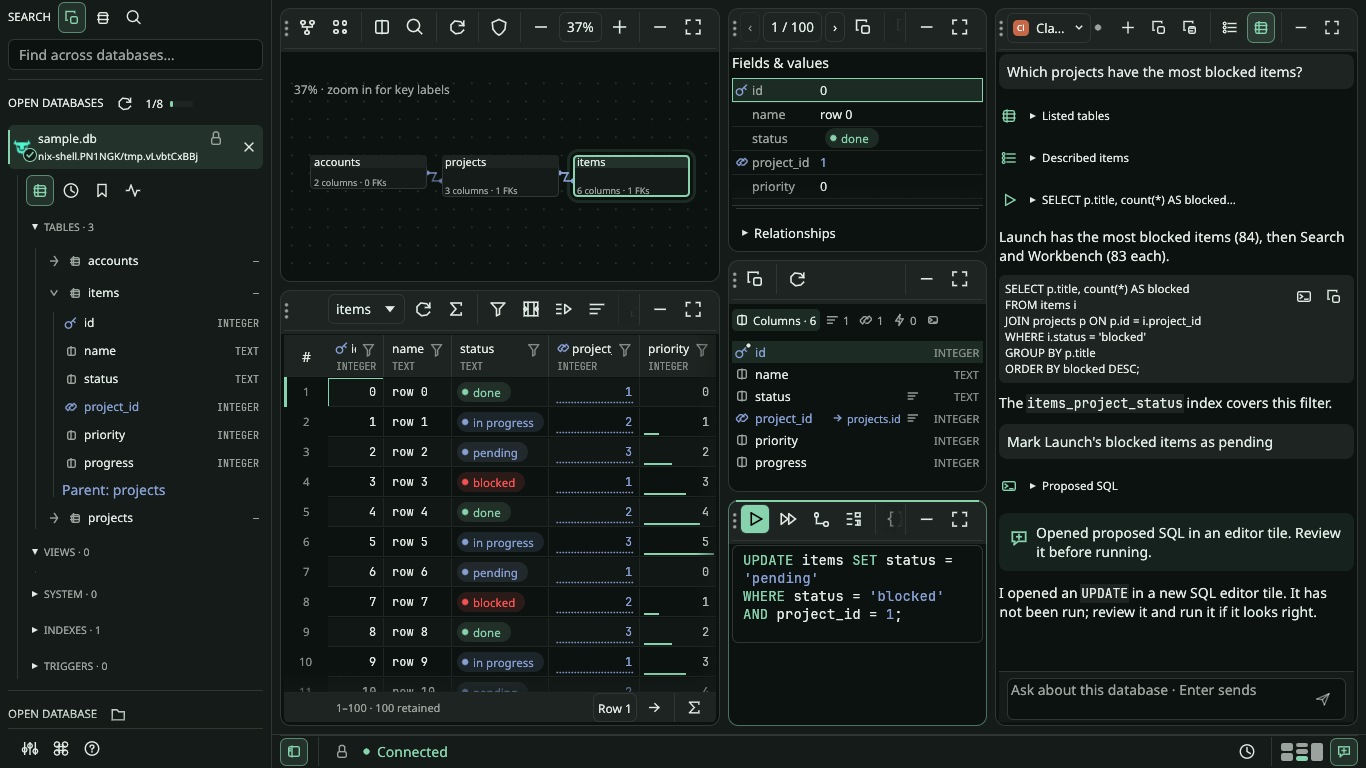 SEARCH
Find across databases...
OPEN DATABASES
1/8
sample.db
nix-shell.PN1NGK/tmp.vLvbtCxBBj
TABLES · 3
accounts –
items –
id INTEGER
name TEXT
status TEXT
project_id INTEGER
priority INTEGER
progress INTEGER
Parent: projects
projects –
VIEWS · 0
SYSTEM · 0
INDEXES · 1
TRIGGERS · 0
OPEN DATABASE
37%
37% · zoom in for key labels
accounts
2 columns · 0 FKs
projects
3 columns · 1 FKs
items
6 columns · 1 FKs
items
# name status project priority
INTEGER TEXT TEXT INTEGER INTEGER
1 0 row 0 done 1 0
2 1 row 1 in progress 2 1
3 2 row 2 pending 3 2
4 3 row 3 blocked 1 3
5 4 row 4 done 2 4
6 5 row 5 in progress 3 5
7 6 row 6 pending 1 0
8 7 row 7 blocked 2 1
9 8 row 8 done 3 2
10 9 row 9 in progress 1 3
11 10 row 10 pending 2 4
1–100 · 100 retained
Row 1
1 / 100
Fields & values
id 0
name row 0
status done
project_id 1
priority 0
Relationships
Columns · 6 1 1 0
id INTEGER
name TEXT
status TEXT
project_id → projects.id INTEGER
priority INTEGER
progress INTEGER
UPDATE items SET status =
'pending'
WHERE status = 'blocked'
AND project_id = 1;
Cl Cla...
Which projects have the most blocked items?
Listed tables
Described items
SELECT p.title, count(*) AS blocked...
Launch has the most blocked items (84), then Search
and Workbench (83 each).
SELECT p.title, count(*) AS blocked
FROM items i
JOIN projects p ON p.id = i.project_id
WHERE i.status = 'blocked'
GROUP BY p.title
ORDER BY blocked DESC;
The items_project_status index covers this filter.
Mark Launch's blocked items as pending
Proposed SQL
Opened proposed SQL in an editor tile. Review
it before running.
I opened an UPDATE in a new SQL editor tile. It has
not been run; review it and run it if it looks right.
Ask about this database · Enter sends
Connected